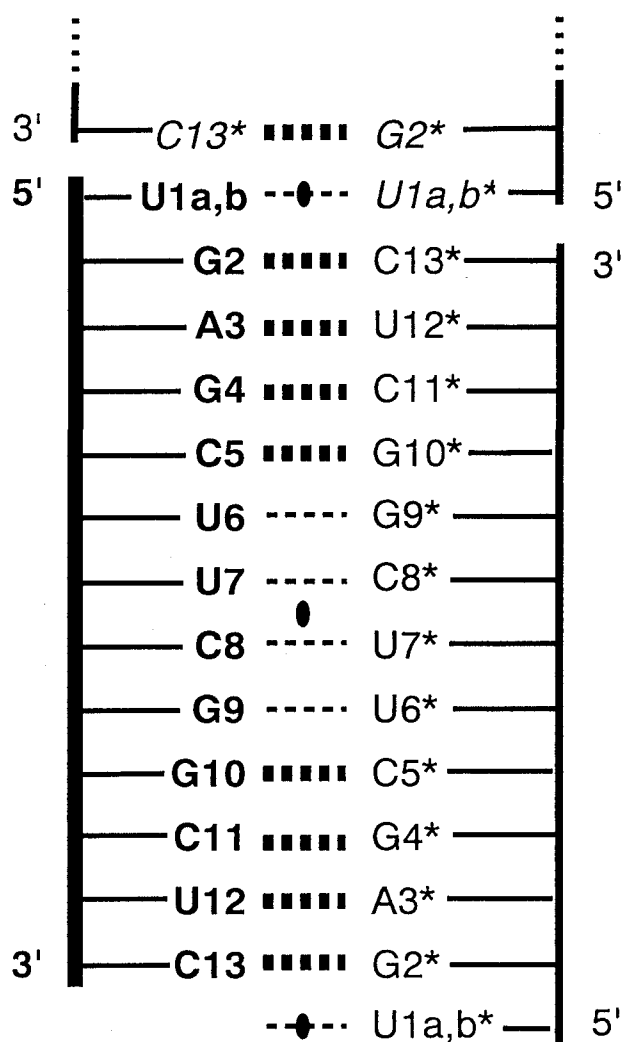 3' C13* G2*
5' U1a,b U1a,b* 5'
G2 C13* 3'
A3 U12*
G4 C11*
C5 G10*
U6 G9*
U7 C8*
C8 U7*
G9 U6*
G10 C5*
C11 G4*
U12 A3*
3' C13 G2*
U1a,b* 5'